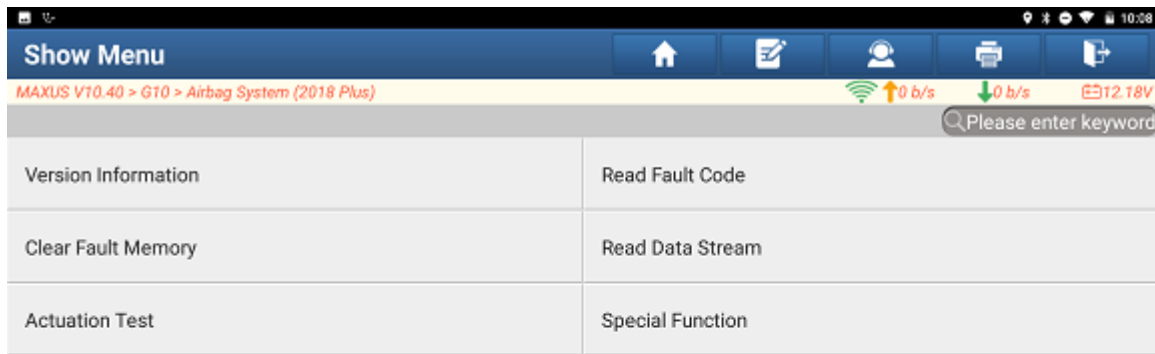 10:08
Show Menu
MAXUS V10.40 > G10 > Airbag System (2018 Plus)
0 b/s
0 b/s
12.18V
Please enter keyword
Version Information
Read Fault Code
Clear Fault Memory
Read Data Stream
Actuation Test
Special Function